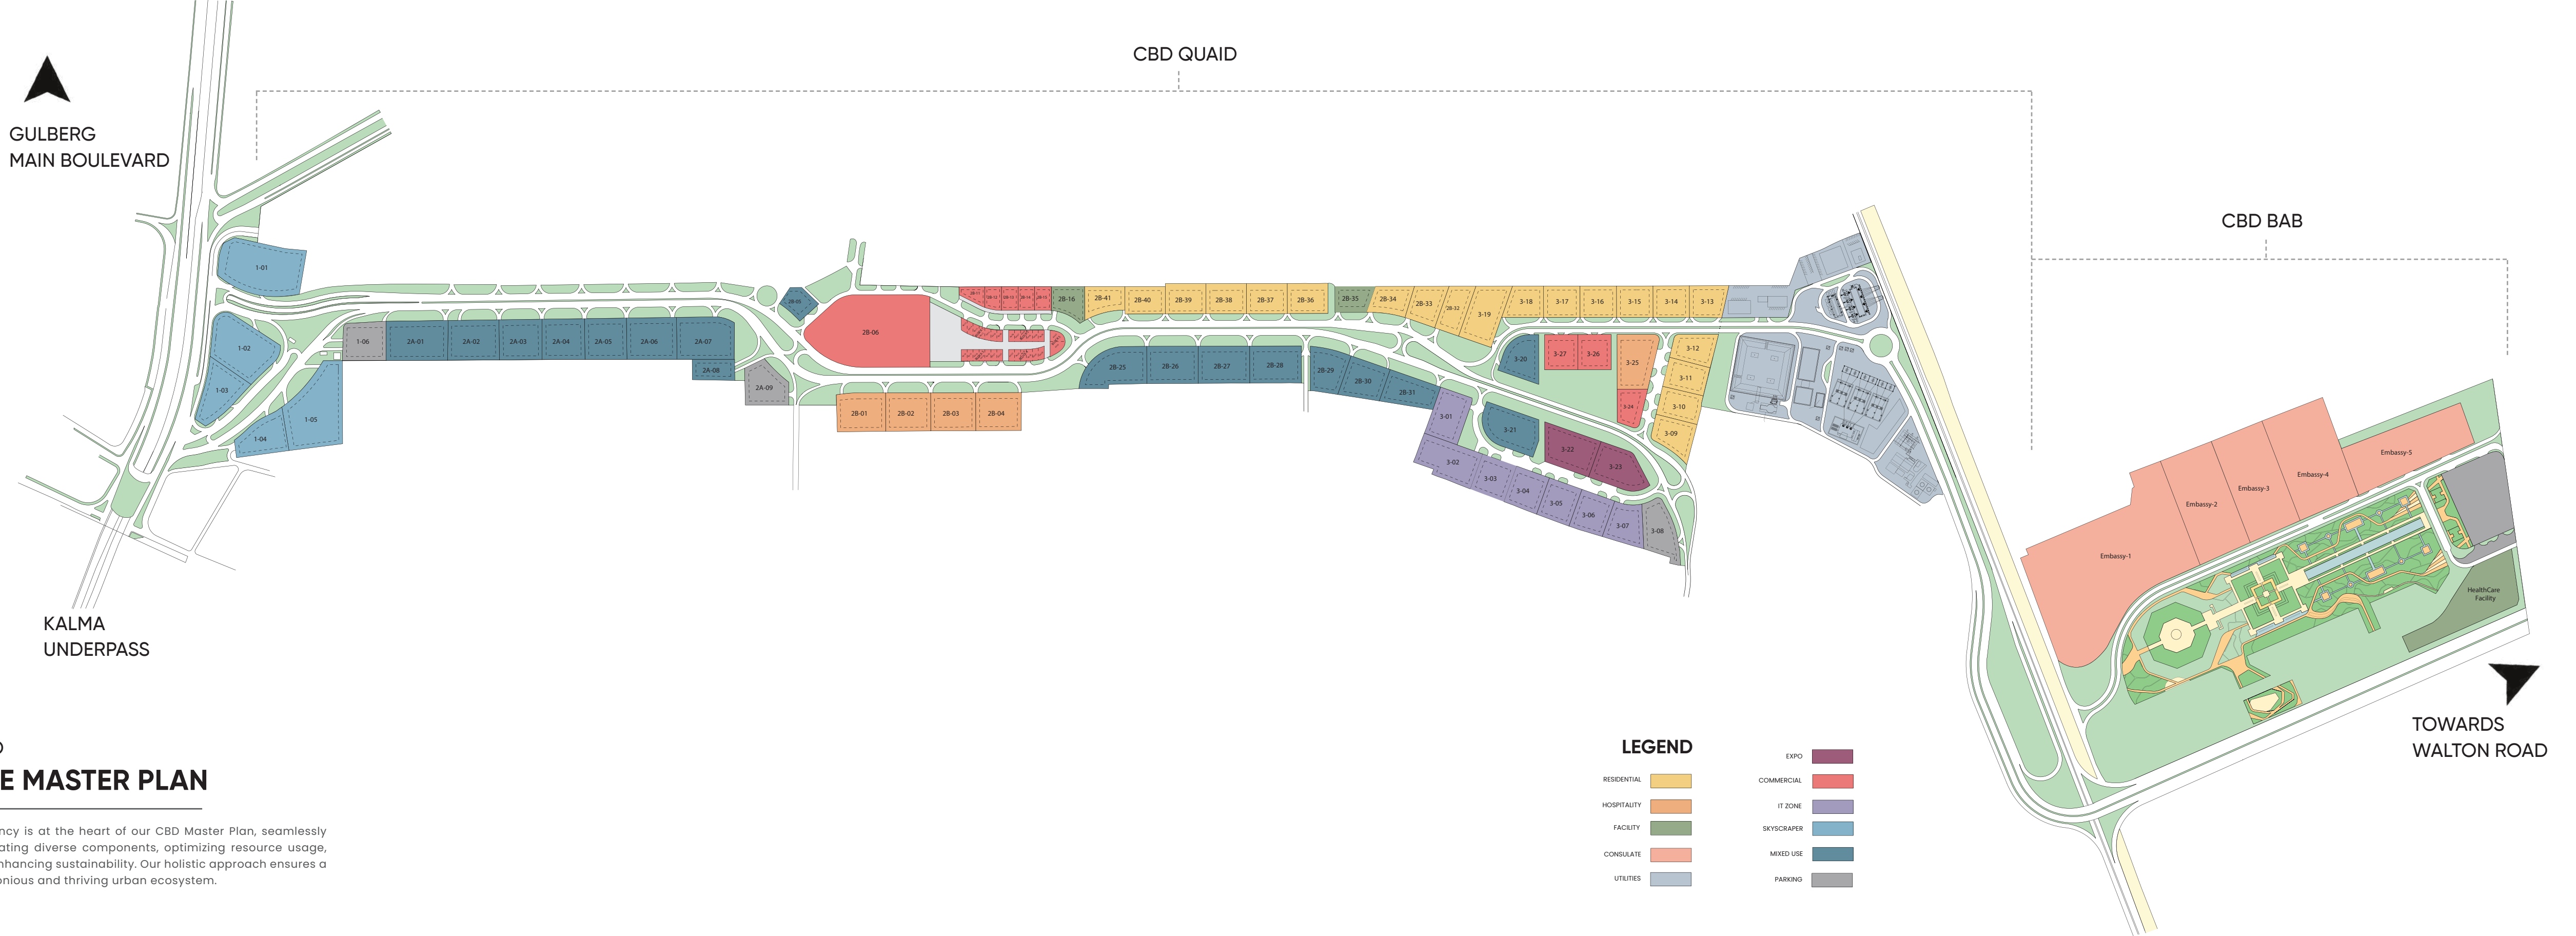 CBD QUAID
GULBERG
MAIN BOULEVARD
CBD BAB
1-01
1-02
1-03
1-04
1-05
1-06
2A-01
2A-02
2A-03
2A-04
2A-05
2A-06
2A-07
2A-08
2A-09
2B-05
2B-06
2B-01
2B-02
2B-03
2B-04
2B-16
2B-41
2B-40
2B-39
2B-38
2B-37
2B-36
2B-35
2B-34
2B-33
2B-32
3-19
3-18
3-17
3-16
3-15
3-14
3-13
2B-25
2B-26
2B-27
2B-28
2B-29
2B-30
2B-31
3-20
3-27
3-26
3-25
3-24
3-12
3-11
3-10
3-09
3-01
3-21
3-22
3-23
3-02
3-03
3-04
3-05
3-06
3-07
3-08
Embassy-1
Embassy-2
Embassy-3
Embassy-4
Embassy-5
HealthCare
Facility
KALMA
UNDERPASS
TOWARDS
WALTON ROAD
E MASTER PLAN
ncy is at the heart of our CBD Master Plan, seamlessly
ating diverse components, optimizing resource usage,
nhancing sustainability. Our holistic approach ensures a
onious and thriving urban ecosystem.
LEGEND
RESIDENTIAL
HOSPITALITY
FACILITY
CONSULATE
UTILITIES
EXPO
COMMERCIAL
IT ZONE
SKYSCRAPER
MIXED USE
PARKING